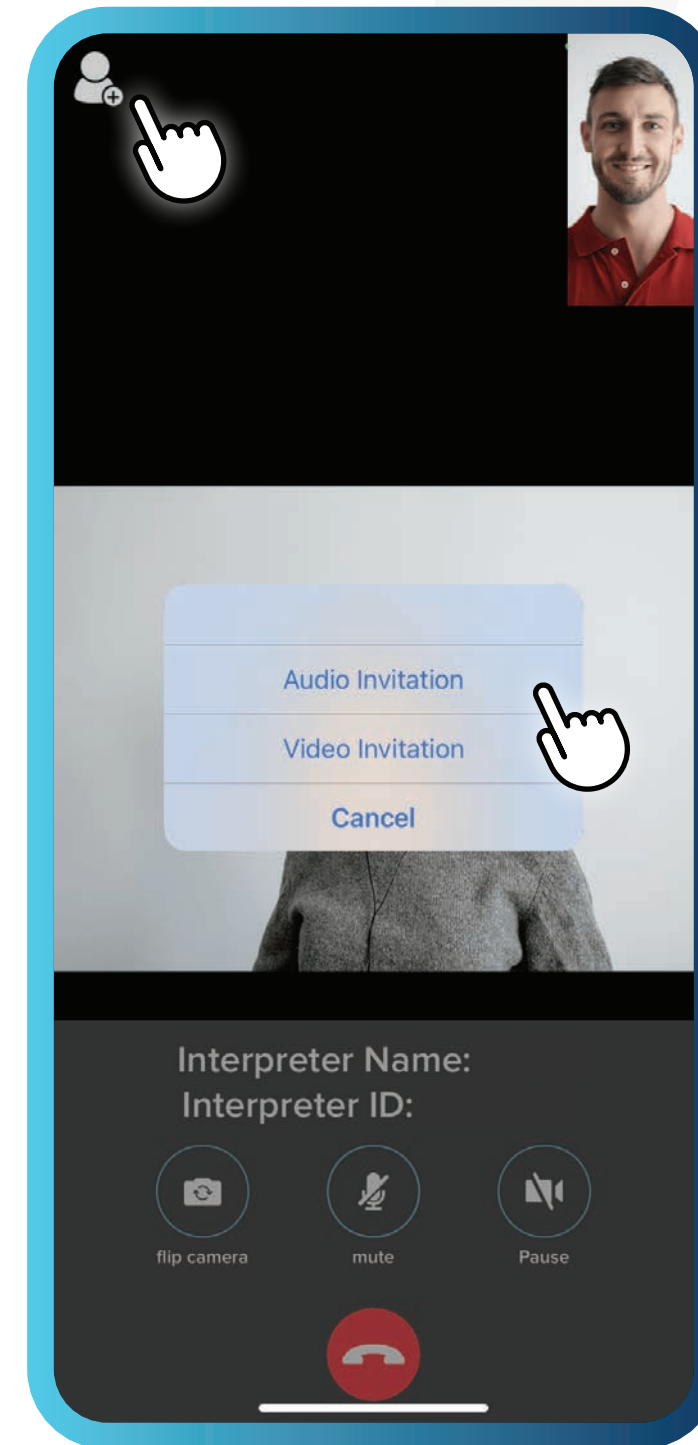 Audio Invitation
Video Invitation
Cancel
Interpreter Name:
Interpreter ID:
flip camera mute Pause